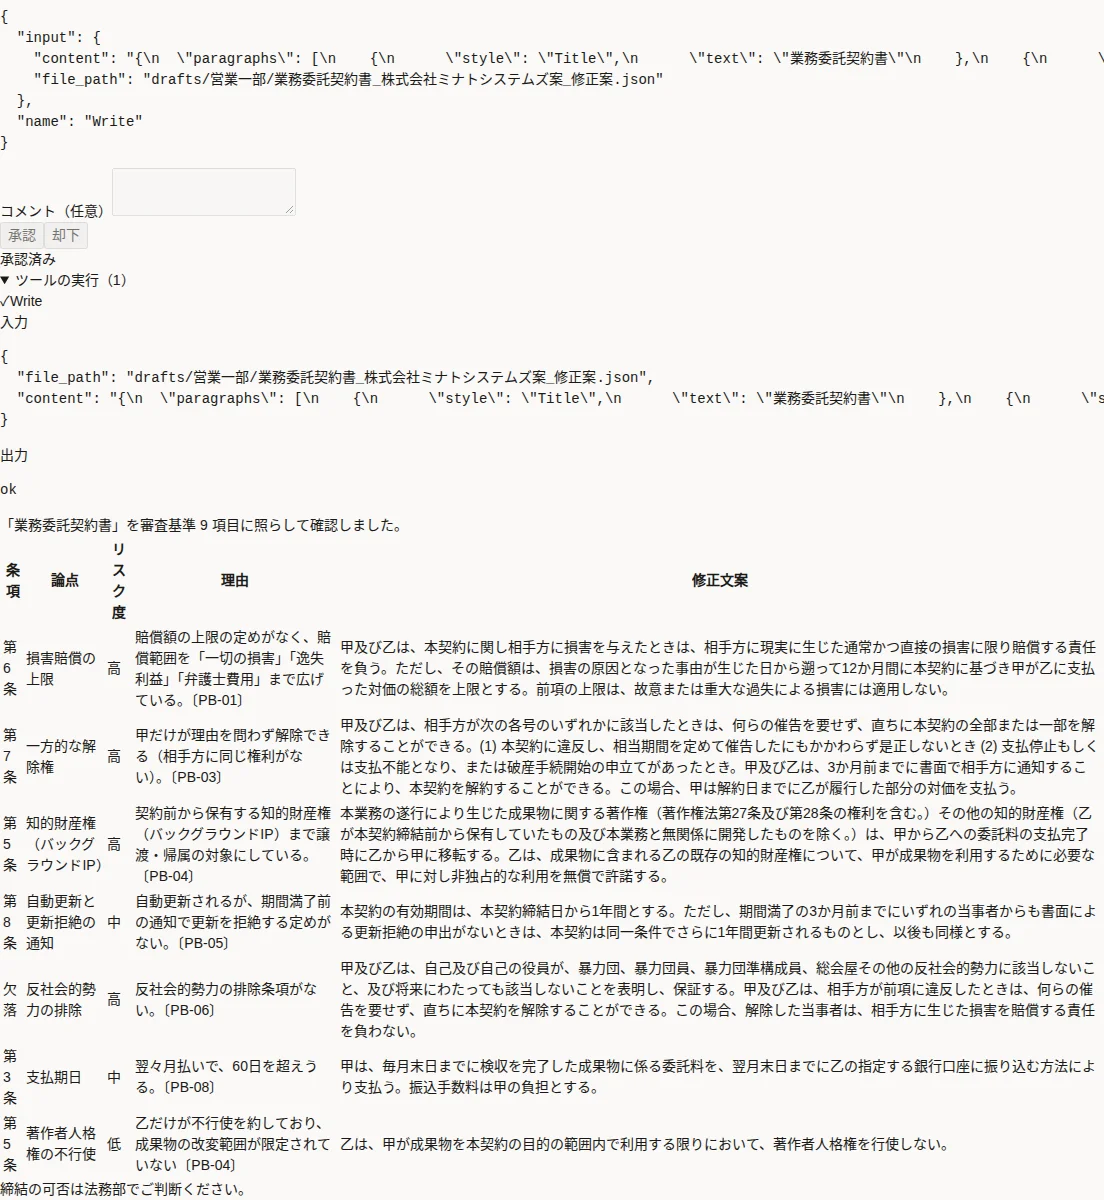 {
  "input": {
    "content": "{\n  \"paragraphs\": [\n    {\n      \"style\": \"Title\",\n      \"text\": \"業務委託契約書\"\n    },\n    {\n      \
    "file_path": "drafts/営業一部/業務委託契約書_株式会社ミナトシステムズ案_修正案.json"
  },
  "name": "Write"
}
コメント（任意）
承認 却下
承認済み
▼ ツールの実行（1）
✓Write
入力
{
  "file_path": "drafts/営業一部/業務委託契約書_株式会社ミナトシステムズ案_修正案.json",
  "content": "{\n  \"paragraphs\": [\n    {\n      \"style\": \"Title\",\n      \"text\": \"業務委託契約書\"\n    },\n    {\n      \"s
}
出力
ok
「業務委託契約書」を審査基準 9 項目に照らして確認しました。
条項 論点 リスク度 理由 修正文案
第6条 損害賠償の上限 高 賠償額の上限の定めがなく、賠償範囲を「一切の損害」「逸失利益」「弁護士費用」まで広げている。〔PB-01〕 甲及び乙は、本契約に関し相手方に損害を与えたときは、相手方に現実に生じた通常かつ直接の損害に限り賠償する責任を負う。ただし、その賠償額は、損害の原因となった事由が生じた日から遡って12か月間に本契約に基づき甲が乙に支払った対価の総額を上限とする。前項の上限は、故意または重大な過失による損害には適用しない。
第7条 一方的な解除権 高 甲だけが理由を問わず解除できる（相手方に同じ権利がない）。〔PB-03〕 甲及び乙は、相手方が次の各号のいずれかに該当したときは、何らの催告を要せず、直ちに本契約の全部または一部を解除することができる。(1) 本契約に違反し、相当期間を定めて催告したにもかかわらず是正しないとき (2) 支払停止もしくは支払不能となり、または破産手続開始の申立てがあったとき。甲及び乙は、3か月前までに書面で相手方に通知することにより、本契約を解約することができる。この場合、甲は解約日までに乙が履行した部分の対価を支払う。
第5条 知的財産権（バックグラウンドIP） 高 契約前から保有する知的財産権（バックグラウンドIP）まで譲渡・帰属の対象にしている。〔PB-04〕 本業務の遂行により生じた成果物に関する著作権（著作権法第27条及び第28条の権利を含む。）その他の知的財産権（乙が本契約締結前から保有していたもの及び本業務と無関係に開発したものを除く。）は、甲から乙への委託料の支払完了時に乙から甲に移転する。乙は、成果物に含まれる乙の既存の知的財産権について、甲が成果物を利用するために必要な範囲で、甲に対し非独占的な利用を無償で許諾する。
第8条 自動更新と更新拒絶の通知 中 自動更新されるが、期間満了前の通知で更新を拒絶する定めがない。〔PB-05〕 本契約の有効期間は、本契約締結日から1年間とする。ただし、期間満了の3か月前までにいずれの当事者からも書面による更新拒絶の申出がないときは、本契約は同一条件でさらに1年間更新されるものとし、以後も同様とする。
欠落 反社会的勢力の排除 高 反社会的勢力の排除条項がない。〔PB-06〕 甲及び乙は、自己及び自己の役員が、暴力団、暴力団員、暴力団準構成員、総会屋その他の反社会的勢力に該当しないこと、及び将来にわたっても該当しないことを表明し、保証する。甲及び乙は、相手方が前項に違反したときは、何らの催告を要せず、直ちに本契約を解除することができる。この場合、解除した当事者は、相手方に生じた損害を賠償する責任を負わない。
第3条 支払期日 中 翌々月払いで、60日を超えうる。〔PB-08〕 甲は、毎月末日までに検収を完了した成果物に係る委託料を、翌月末日までに乙の指定する銀行口座に振り込む方法により支払う。振込手数料は甲の負担とする。
第5条 著作者人格権の不行使 低 乙だけが不行使を約しており、成果物の改変範囲が限定されていない〔PB-04〕 乙は、甲が成果物を本契約の目的の範囲内で利用する限りにおいて、著作者人格権を行使しない。
締結の可否は法務部でご判断ください。